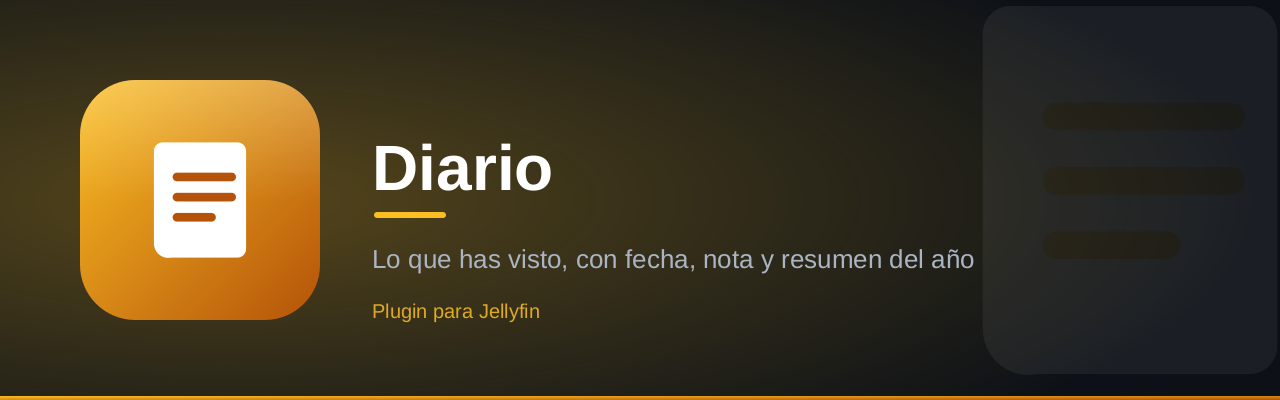 Diario
Lo que has visto, con fecha, nota y resumen del año
Plugin para Jellyfin